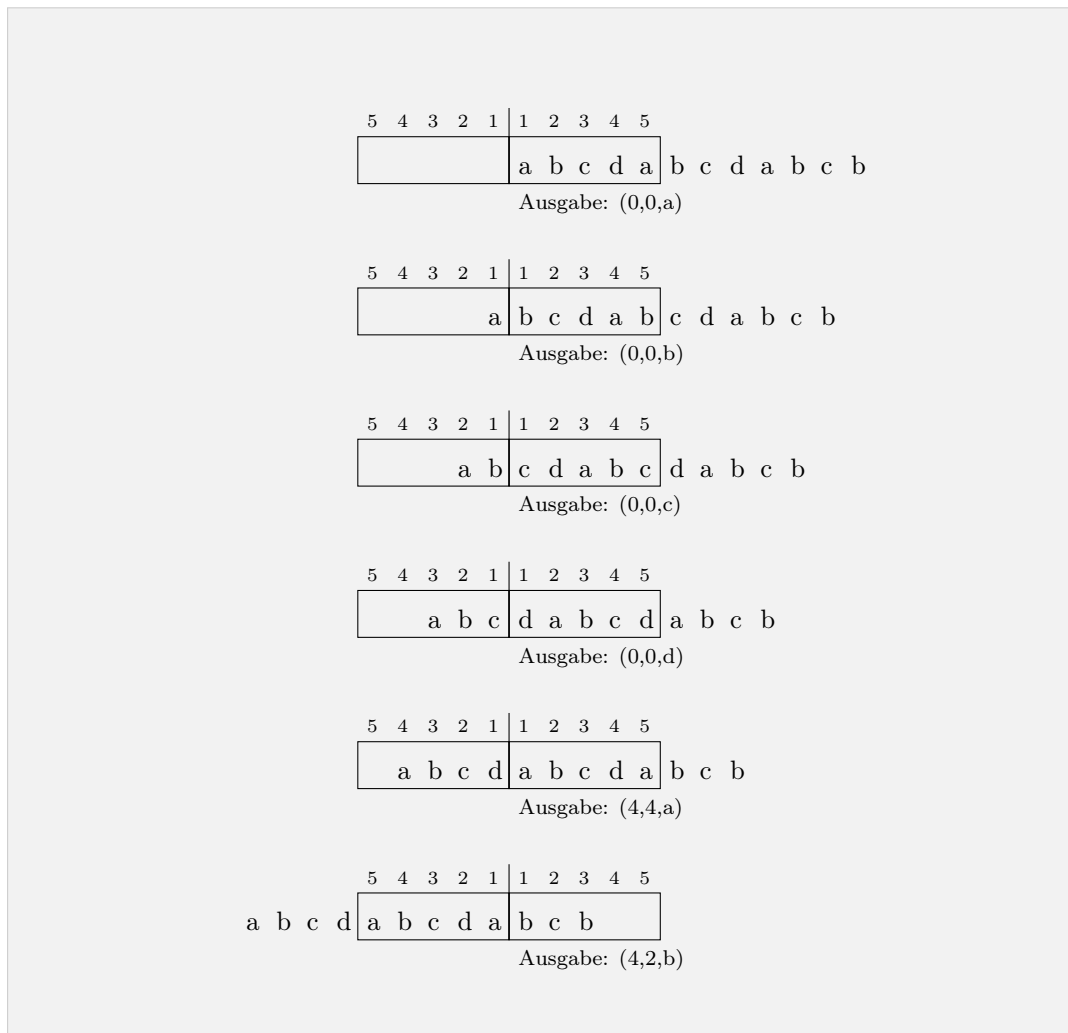 5 4 3 2 1 1 2 3 4 5
a b c d a b c d a b c b
Ausgabe: (0,0,a)
5 4 3 2 1 1 2 3 4 5
a b c d a b c d a b c b
Ausgabe: (0,0,b)
5 4 3 2 1 1 2 3 4 5
a b c d a b c d a b c b
Ausgabe: (0,0,c)
5 4 3 2 1 1 2 3 4 5
a b c d a b c d a b c b
Ausgabe: (0,0,d)
5 4 3 2 1 1 2 3 4 5
a b c d a b c d a b c b
Ausgabe: (4,4,a)
5 4 3 2 1 1 2 3 4 5
a b c d a b c d a b c b
Ausgabe: (4,2,b)